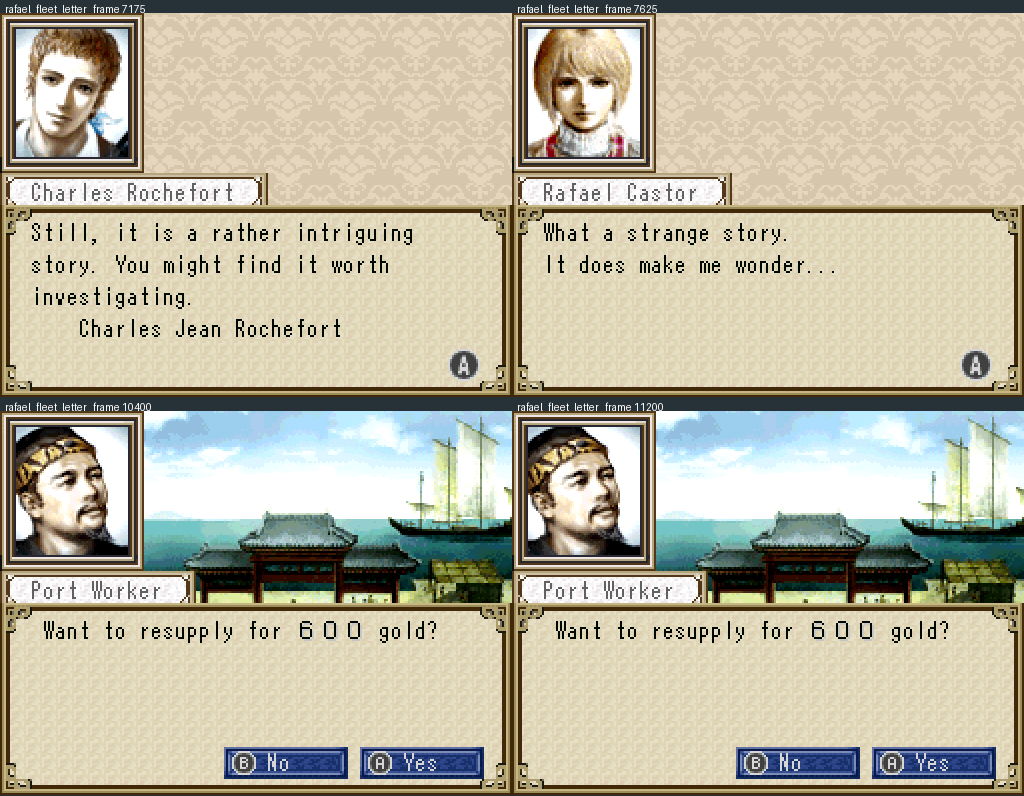 rafael_fleet_letter_frame 7175
Charles Rochefort
Still, it is a rather intriguing
story. You might find it worth
investigating.
Charles Jean Rochefort
A
rafael_fleet_letter_frame 7625
Rafael Castor
What a strange story.
It does make me wonder...
A
rafael_fleet_letter_frame 10400
Port Worker
Want to resupply for 600 gold?
B No A Yes
rafael_fleet_letter_frame 11200
Port Worker
Want to resupply for 600 gold?
B No A Yes